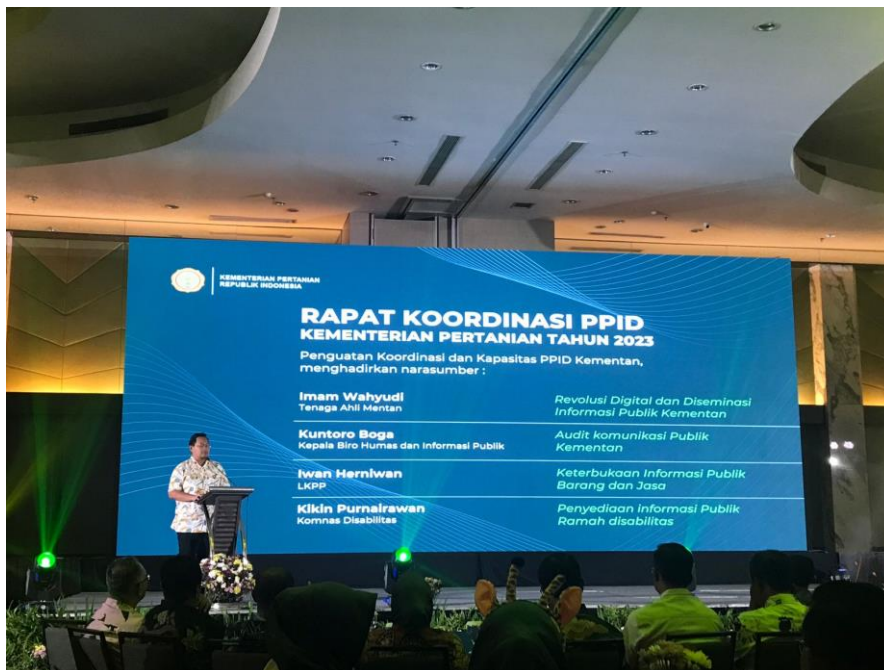 KEMENTERIAN PERTANIAN
REPUBLIK INDONESIA
RAPAT KOORDINASI PPID
KEMENTERIAN PERTANIAN TAHUN 2023
Penguatan Koordinasi dan Kapasitas PPID Kementan,
menghadirkan narasumber :
Imam Wahyudi
Tenaga Ahli Mentan
Revolusi Digital dan Diseminasi
Informasi Publik Kementan
Kuntoro Boga
Kepala Biro Humas dan Informasi Publik
Audit komunikasi Publik
Kementan
Iwan Herniwan
LKPP
Keterbukaan Informasi Publik
Barang dan Jasa
Kikin Purnairawan
Komnas Disabilitas
Penyediaan informasi Publik
Ramah disabilitas